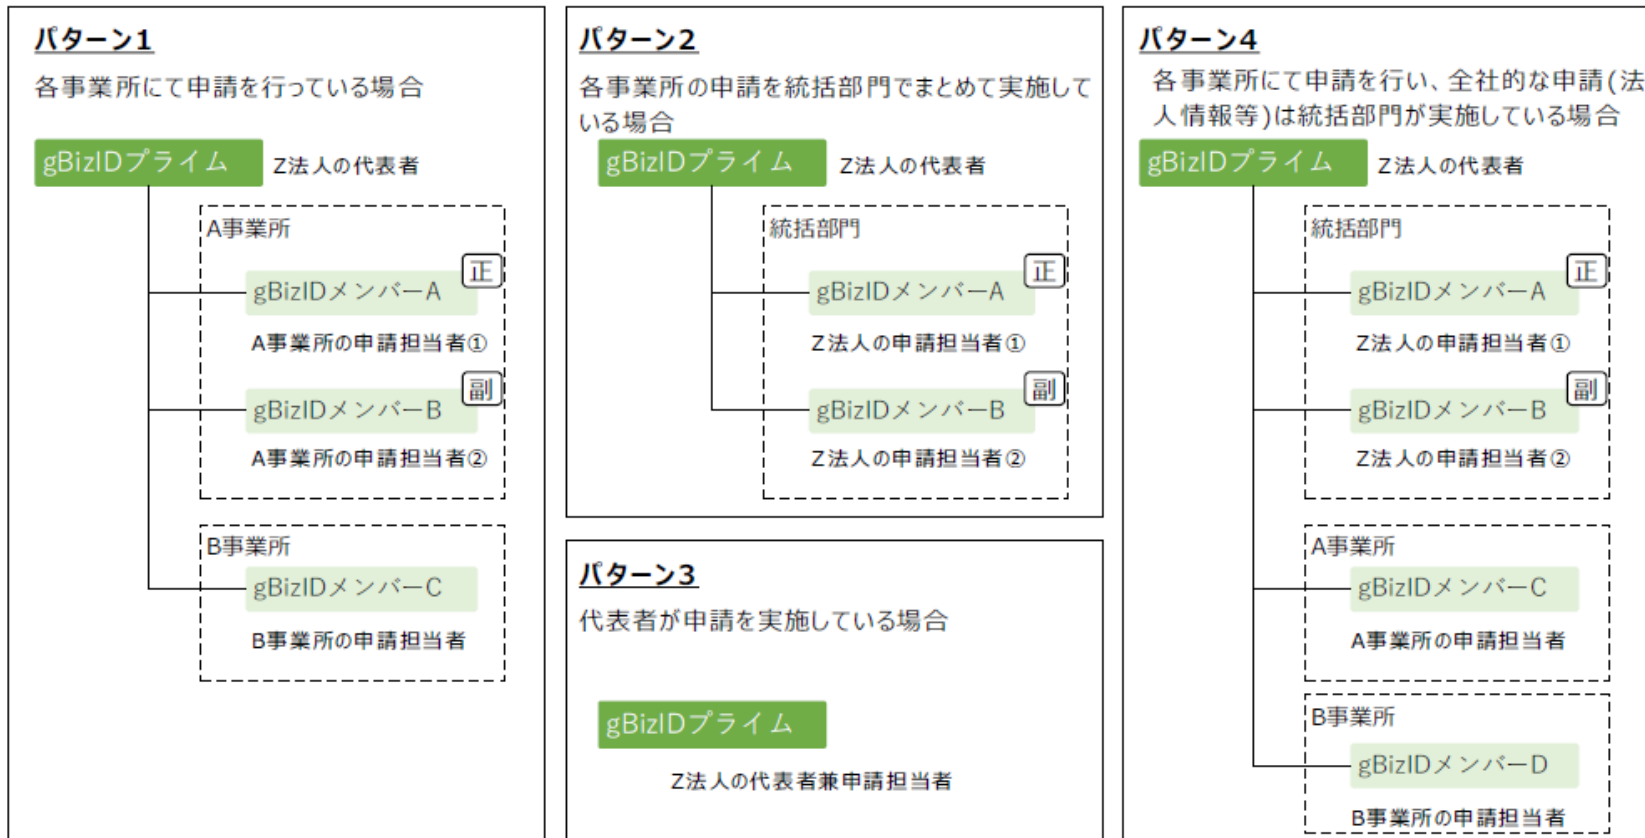 パターン1
各事業所にて申請を行っている場合
gBizIDプライム
Z法人の代表者
A事業所
正
gBizIDメンバーA
A事業所の申請担当者①
副
gBizIDメンバーB
A事業所の申請担当者②
B事業所
gBizIDメンバーC
B事業所の申請担当者
パターン2
各事業所の申請を統括部門でまとめて実施して
いる場合
gBizIDプライム
Z法人の代表者
統括部門
正
gBizIDメンバーA
Z法人の申請担当者①
副
gBizIDメンバーB
Z法人の申請担当者②
パターン3
代表者が申請を実施している場合
gBizIDプライム
Z法人の代表者兼申請担当者
パターン4
各事業所にて申請を行い、全社的な申請(法
人情報等)は統括部門が実施している場合
gBizIDプライム
Z法人の代表者
統括部門
正
gBizIDメンバーA
Z法人の申請担当者①
副
gBizIDメンバーB
Z法人の申請担当者②
A事業所
gBizIDメンバーC
A事業所の申請担当者
B事業所
gBizIDメンバーD
B事業所の申請担当者